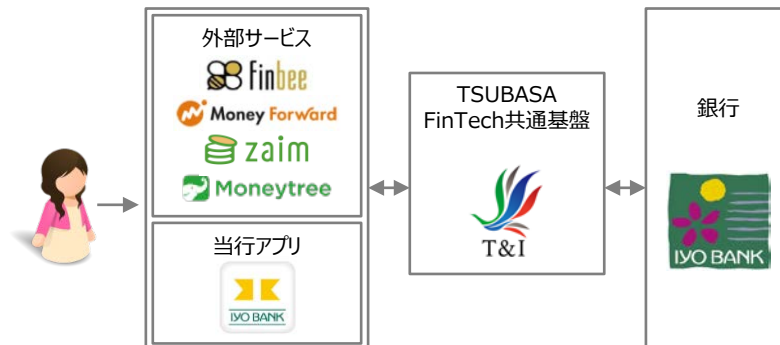 外部サービス
Finbee
Money Forward
zaim
Moneytree
当行アプリ
IYO BANK
TSUBASA
FinTech共通基盤
T&I
銀行
IYO BANK